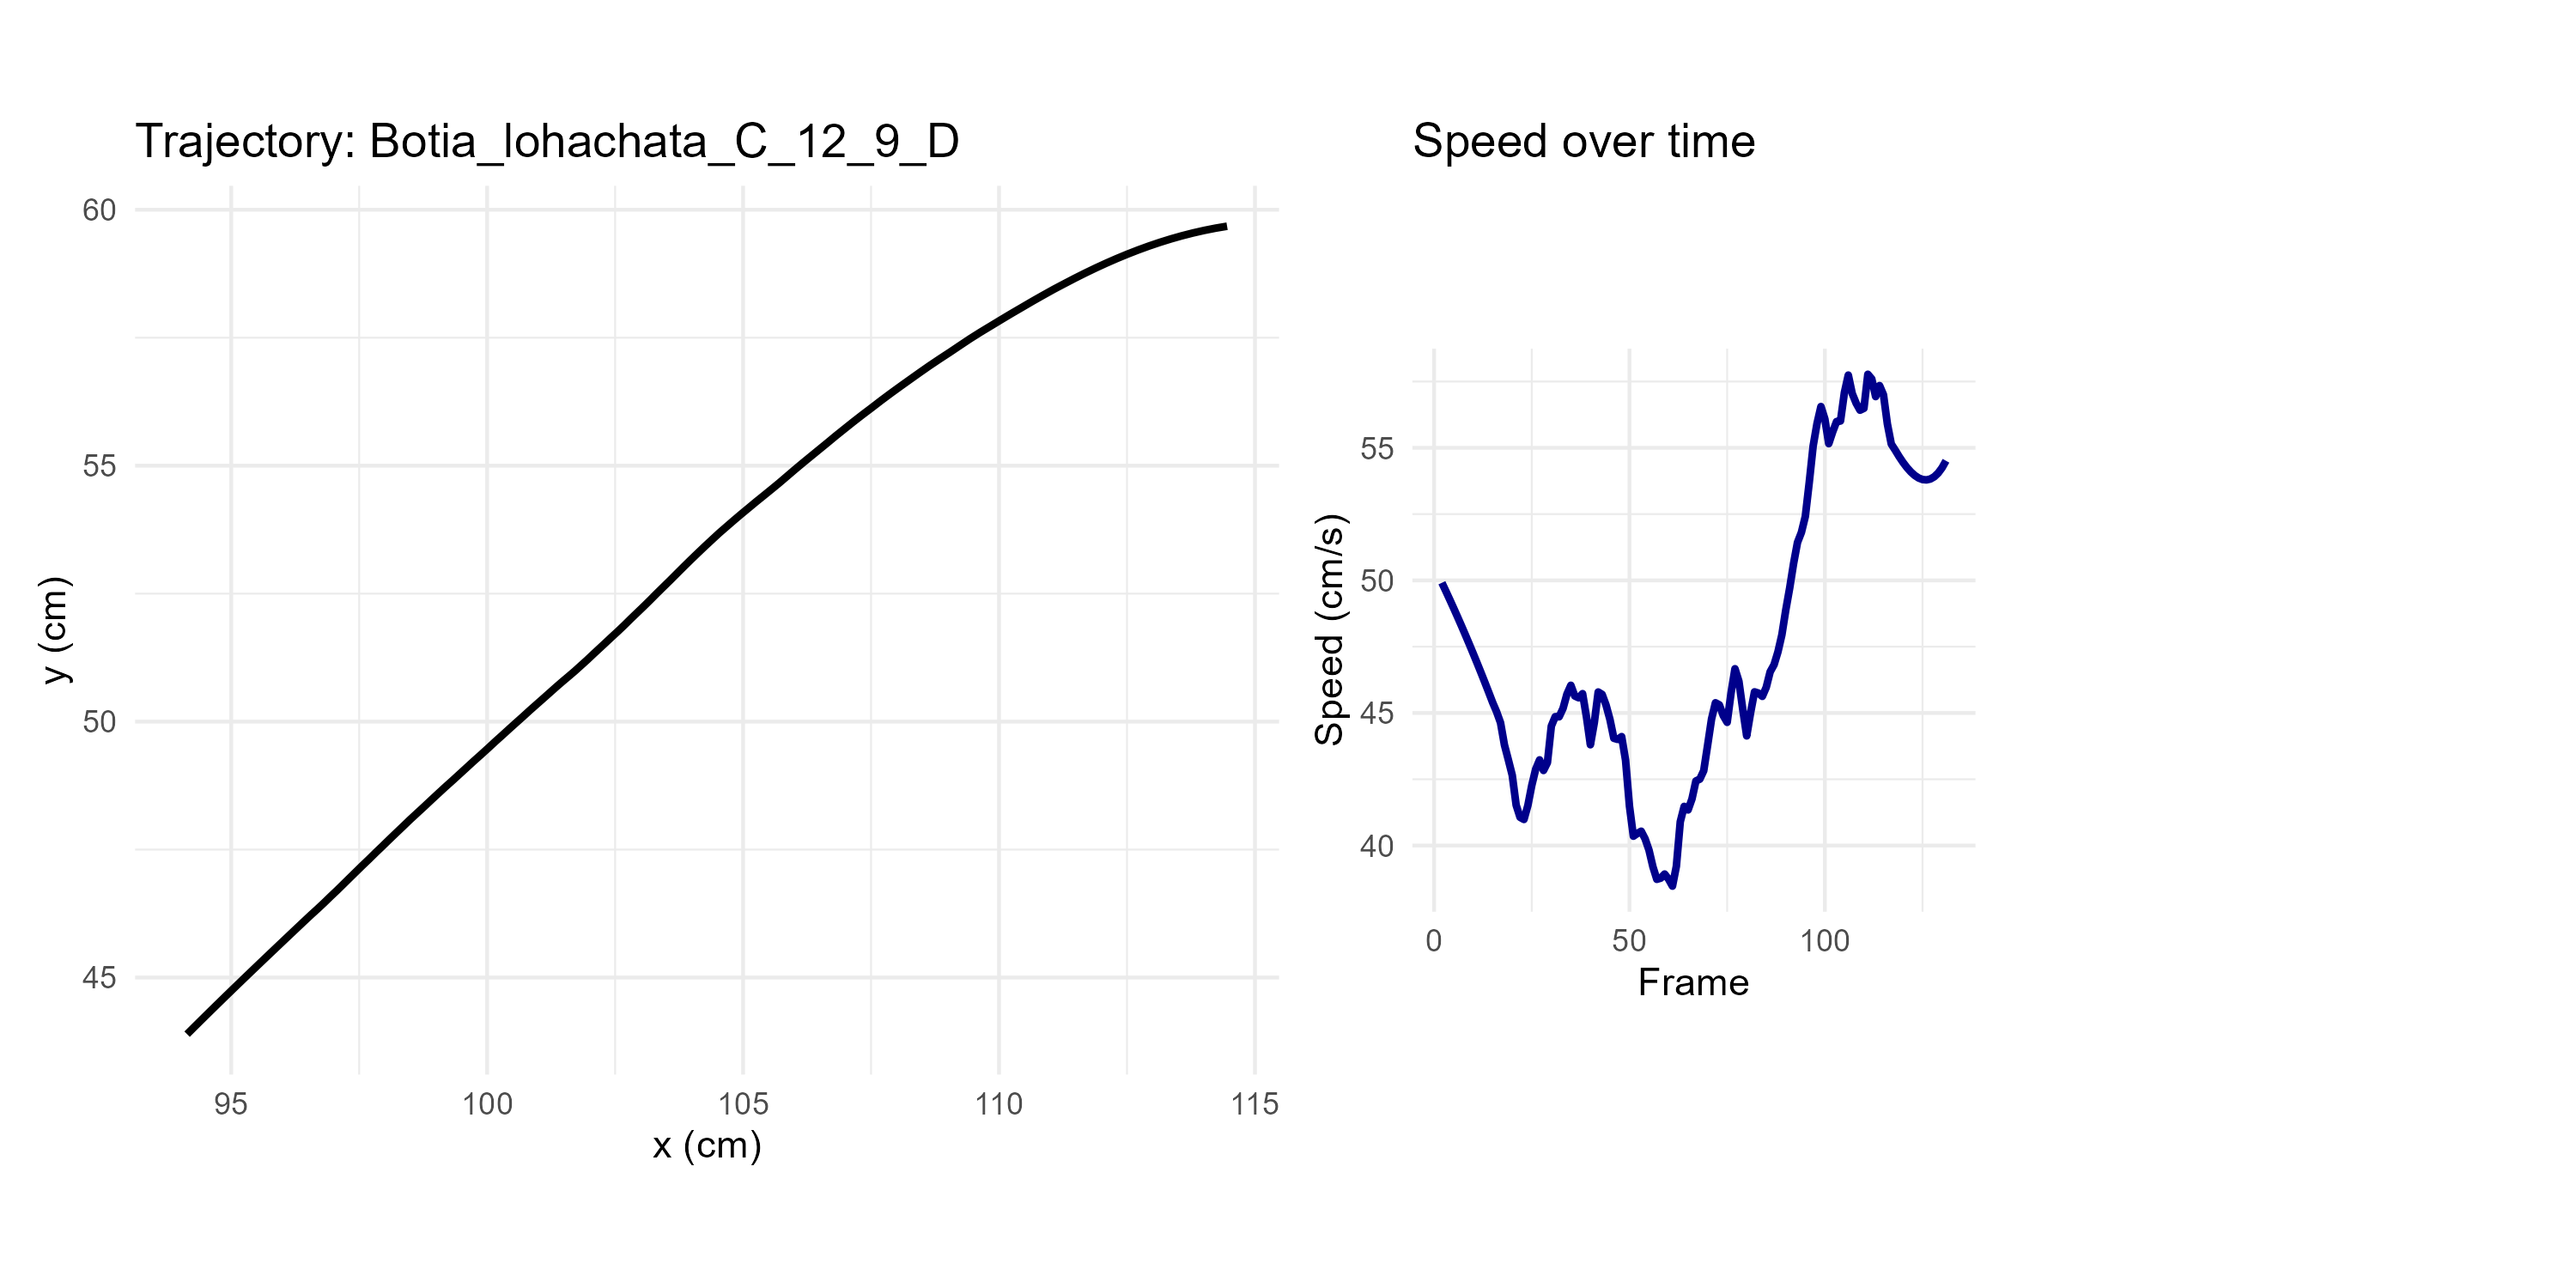 Trajectory: Botia_lohachata_C_12_9_D
60
55
50
45
y (cm)
95 100 105 110 115
x (cm)
Speed over time
55
50
45
40
Speed (cm/s)
0 50 100
Frame